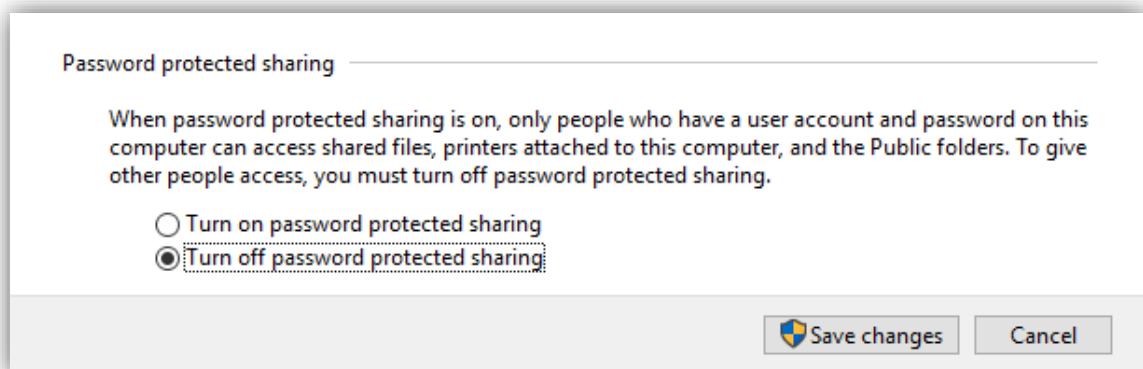 Password protected sharing
When password protected sharing is on, only people who have a user account and password on this
computer can access shared files, printers attached to this computer, and the Public folders. To give
other people access, you must turn off password protected sharing.
Turn on password protected sharing
Turn off password protected sharing
Save changes Cancel